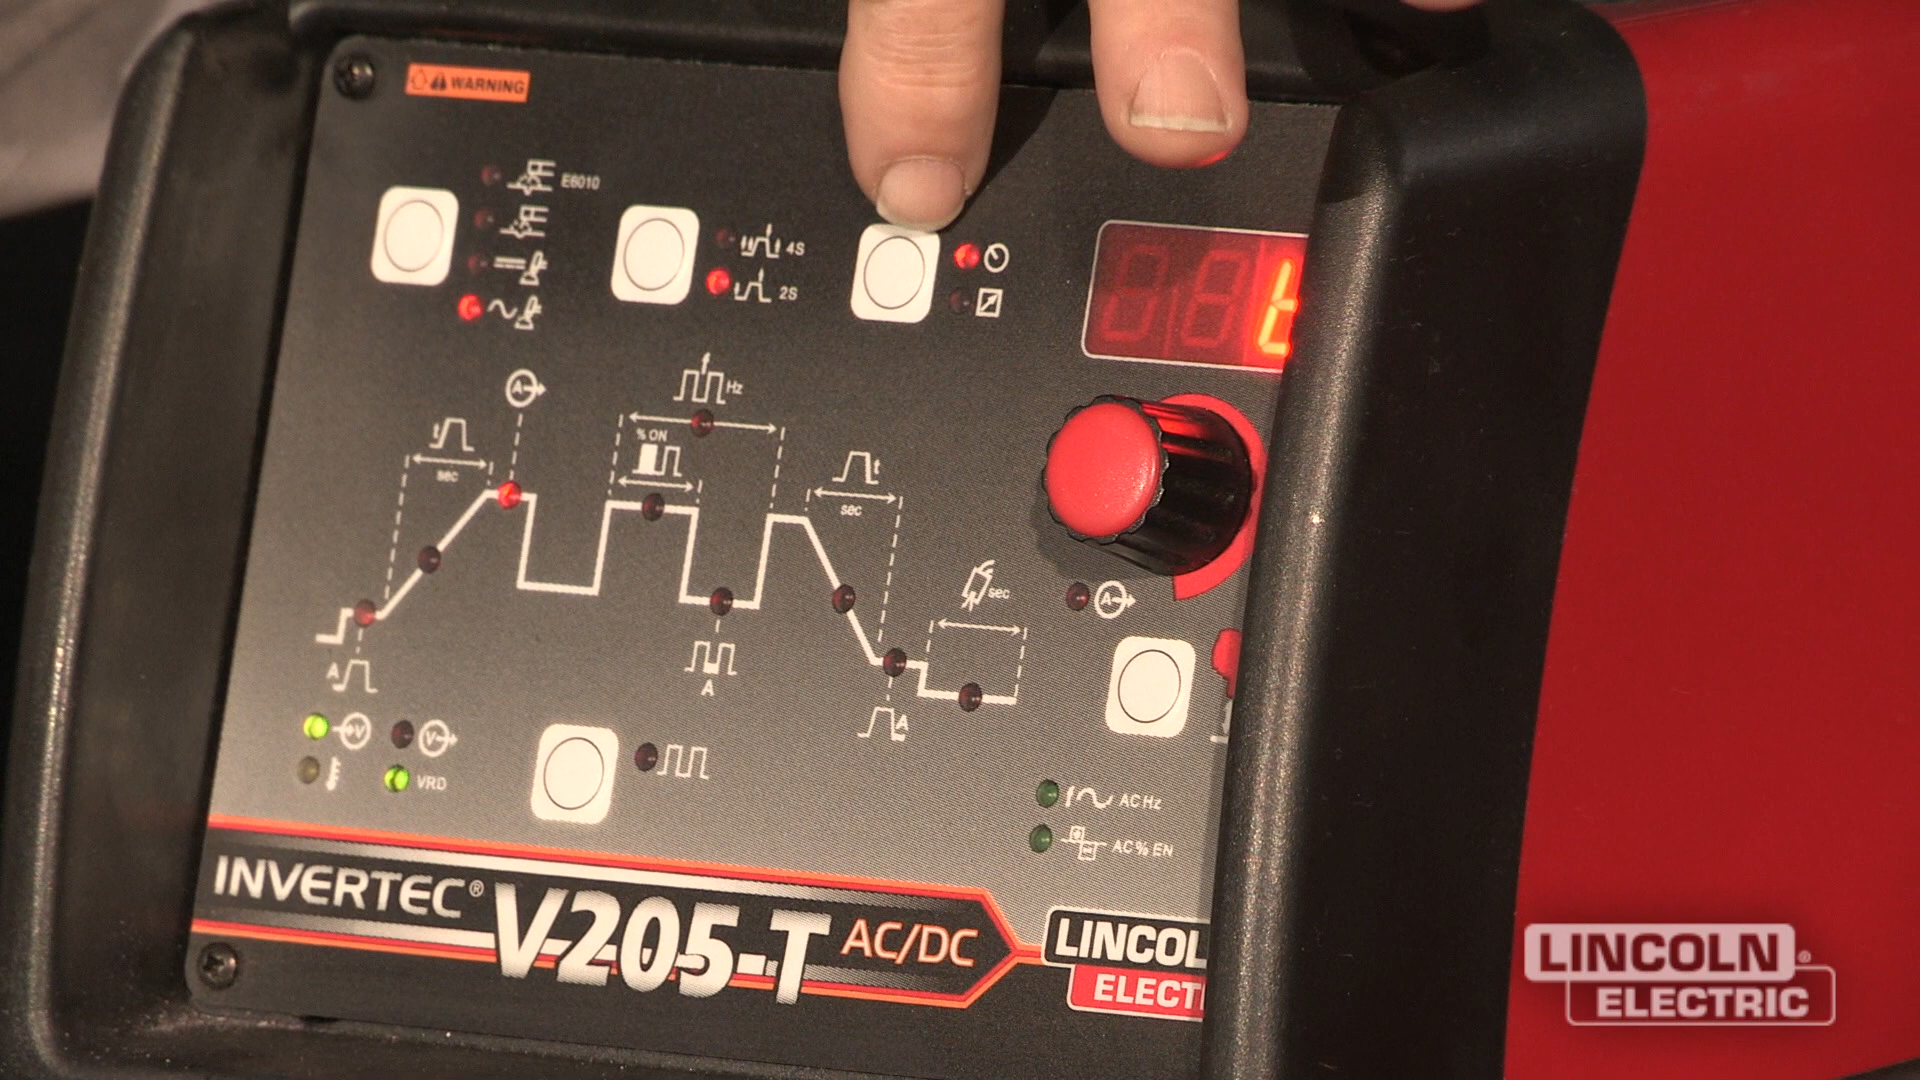 WARNING
E6010
4S
2S
Hz
% ON
t
sec
t
sec
sec
A
A
A
A
A
V
V
VRD
AC Hz
AC % EN
INVERTEC® V205-T AC/DC
LINCOL
ELECT
LINCOLN®
ELECTRIC